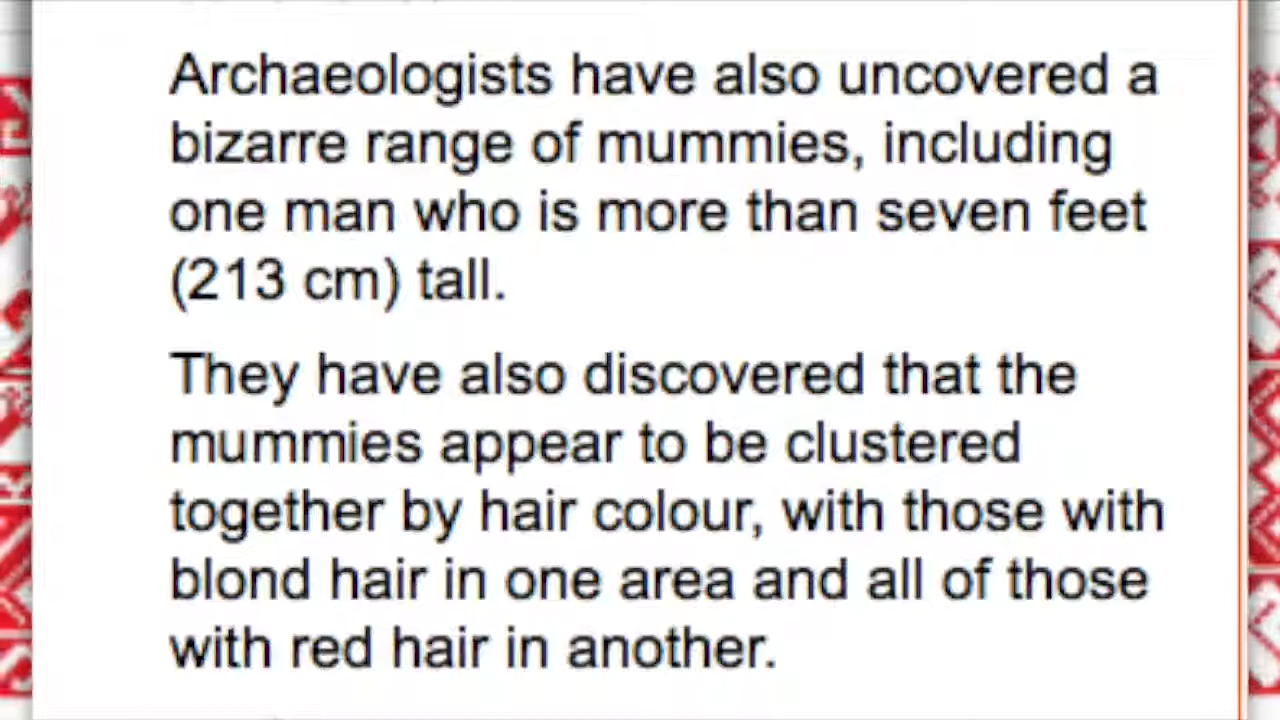 Archaeologists have also uncovered a
bizarre range of mummies, including
one man who is more than seven feet
(213 cm) tall.
They have also discovered that the
mummies appear to be clustered
together by hair colour, with those with
blond hair in one area and all of those
with red hair in another.